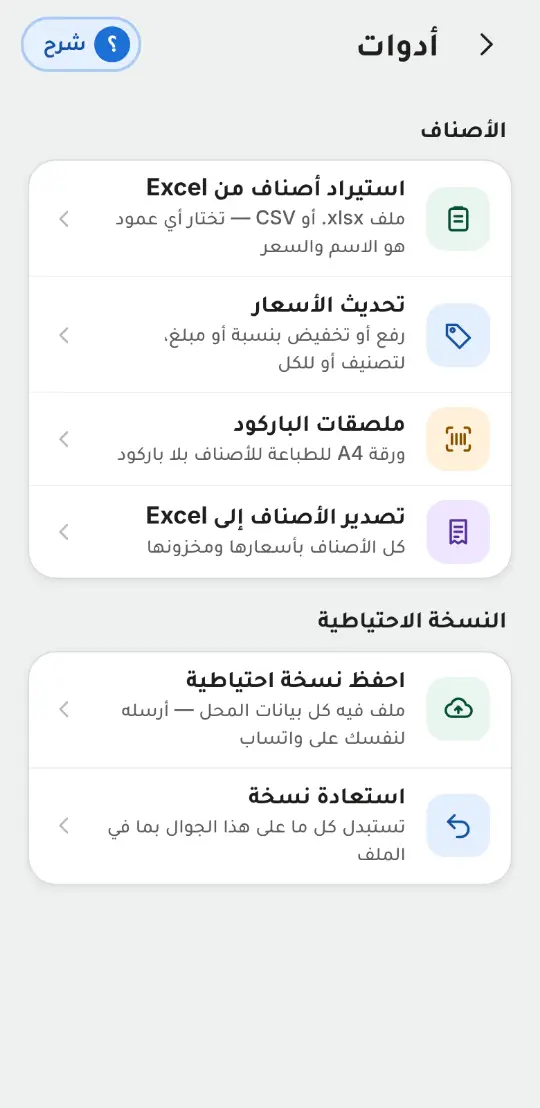 أدوات
؟ شرح
الأصناف
استيراد أصناف من Excel
ملف xlsx. أو CSV — تختار أي عمود
هو الاسم والسعر
تحديث الأسعار
رفع أو تخفيض بنسبة أو مبلغ،
لتصنيف أو للكل
ملصقات الباركود
ورقة A4 للطباعة للأصناف بلا باركود
تصدير الأصناف إلى Excel
كل الأصناف بأسعارها ومخزونها
النسخة الاحتياطية
احفظ نسخة احتياطية
ملف فيه كل بيانات المحل — أرسله
لنفسك على واتساب
استعادة نسخة
تستبدل كل ما على هذا الجوال بما في
الملف